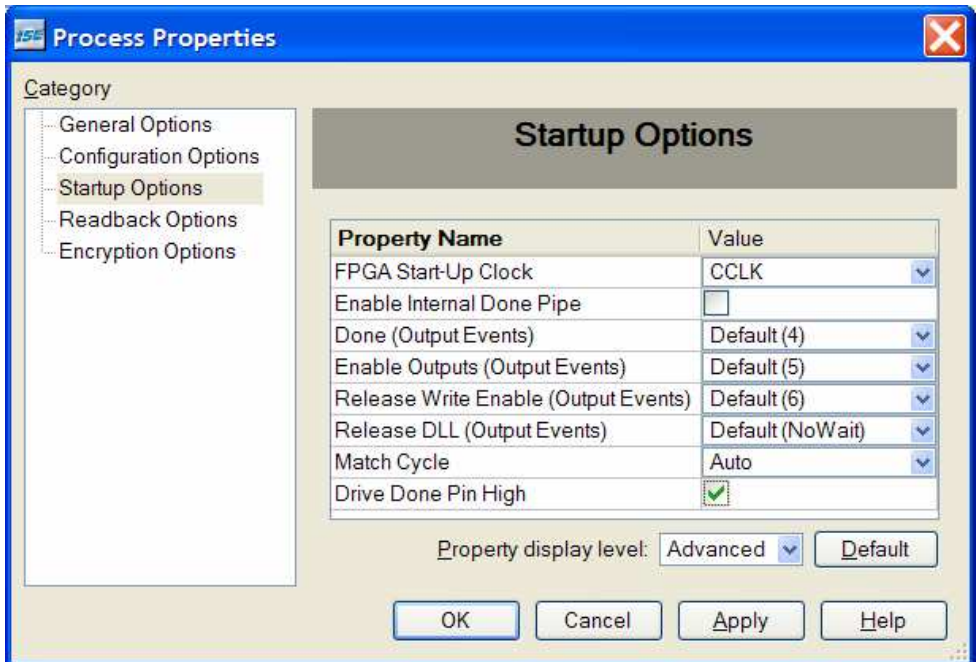 ISE Process Properties
Category
General Options
Configuration Options
Startup Options
Readback Options
Encryption Options
Startup Options
Property Name Value
FPGA Start-Up Clock CCLK
Enable Internal Done Pipe
Done (Output Events) Default (4)
Enable Outputs (Output Events) Default (5)
Release Write Enable (Output Events) Default (6)
Release DLL (Output Events) Default (NoWait)
Match Cycle Auto
Drive Done Pin High
Property display level: Advanced Default
OK Cancel Apply Help